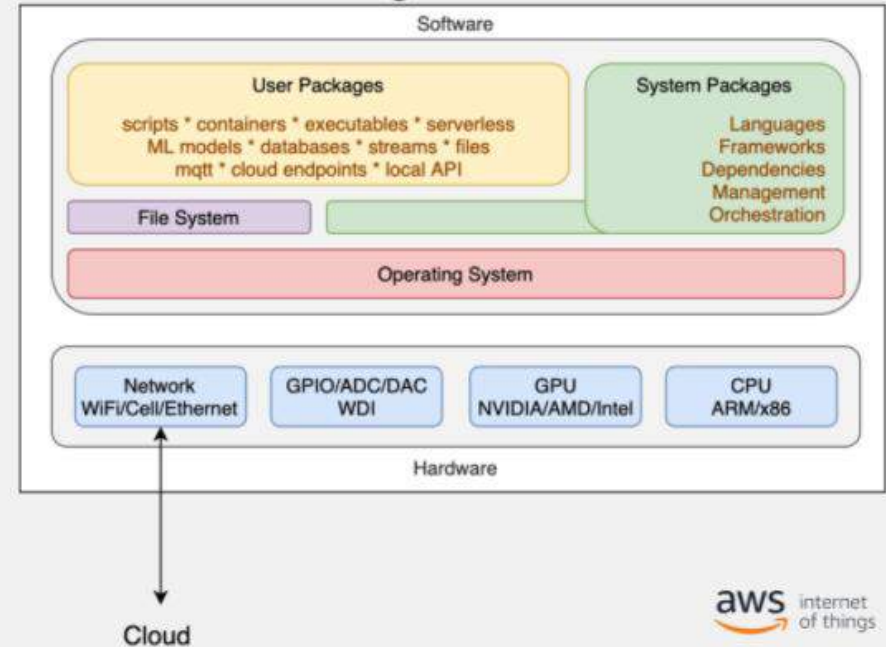 Software
User Packages
scripts * containers * executables * serverless
ML models * databases * streams * files
mqtt * cloud endpoints * local API
System Packages
Languages
Frameworks
Dependencies
Management
Orchestration
File System
Operating System
Network
WiFi/Cell/Ethernet
GPIO/ADC/DAC
WDI
GPU
NVIDIA/AMD/Intel
CPU
ARM/x86
Hardware
Cloud
aws internet
of things